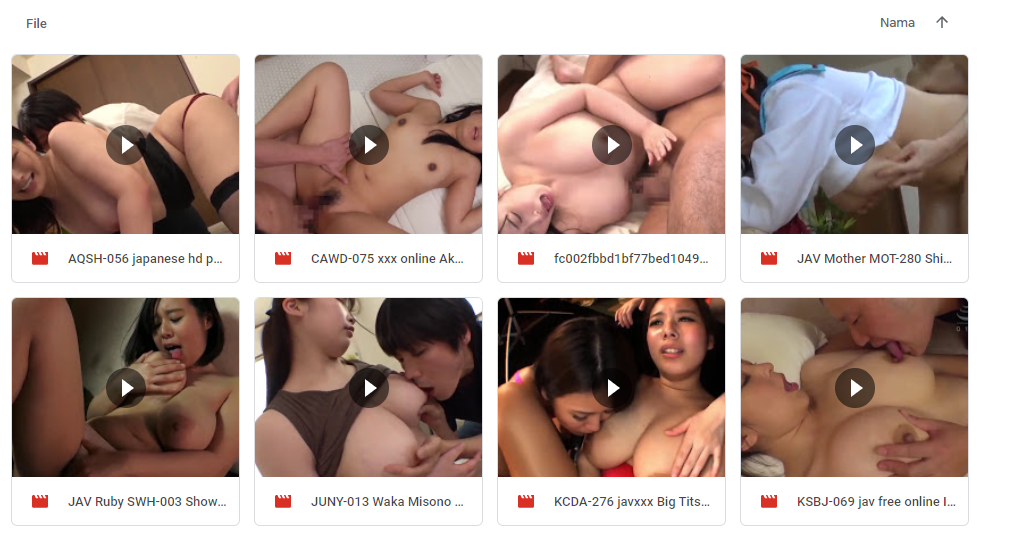 File
Nama
AQSH-056 japanese hd p...
CAWD-075 xxx online Ak...
fc002fbbd1bf77bed1049...
JAV Mother MOT-280 Shi...
JAV Ruby SWH-003 Show...
JUNY-013 Waka Misono ...
KCDA-276 javxxx Big Tits...
KSBJ-069 jav free online I...